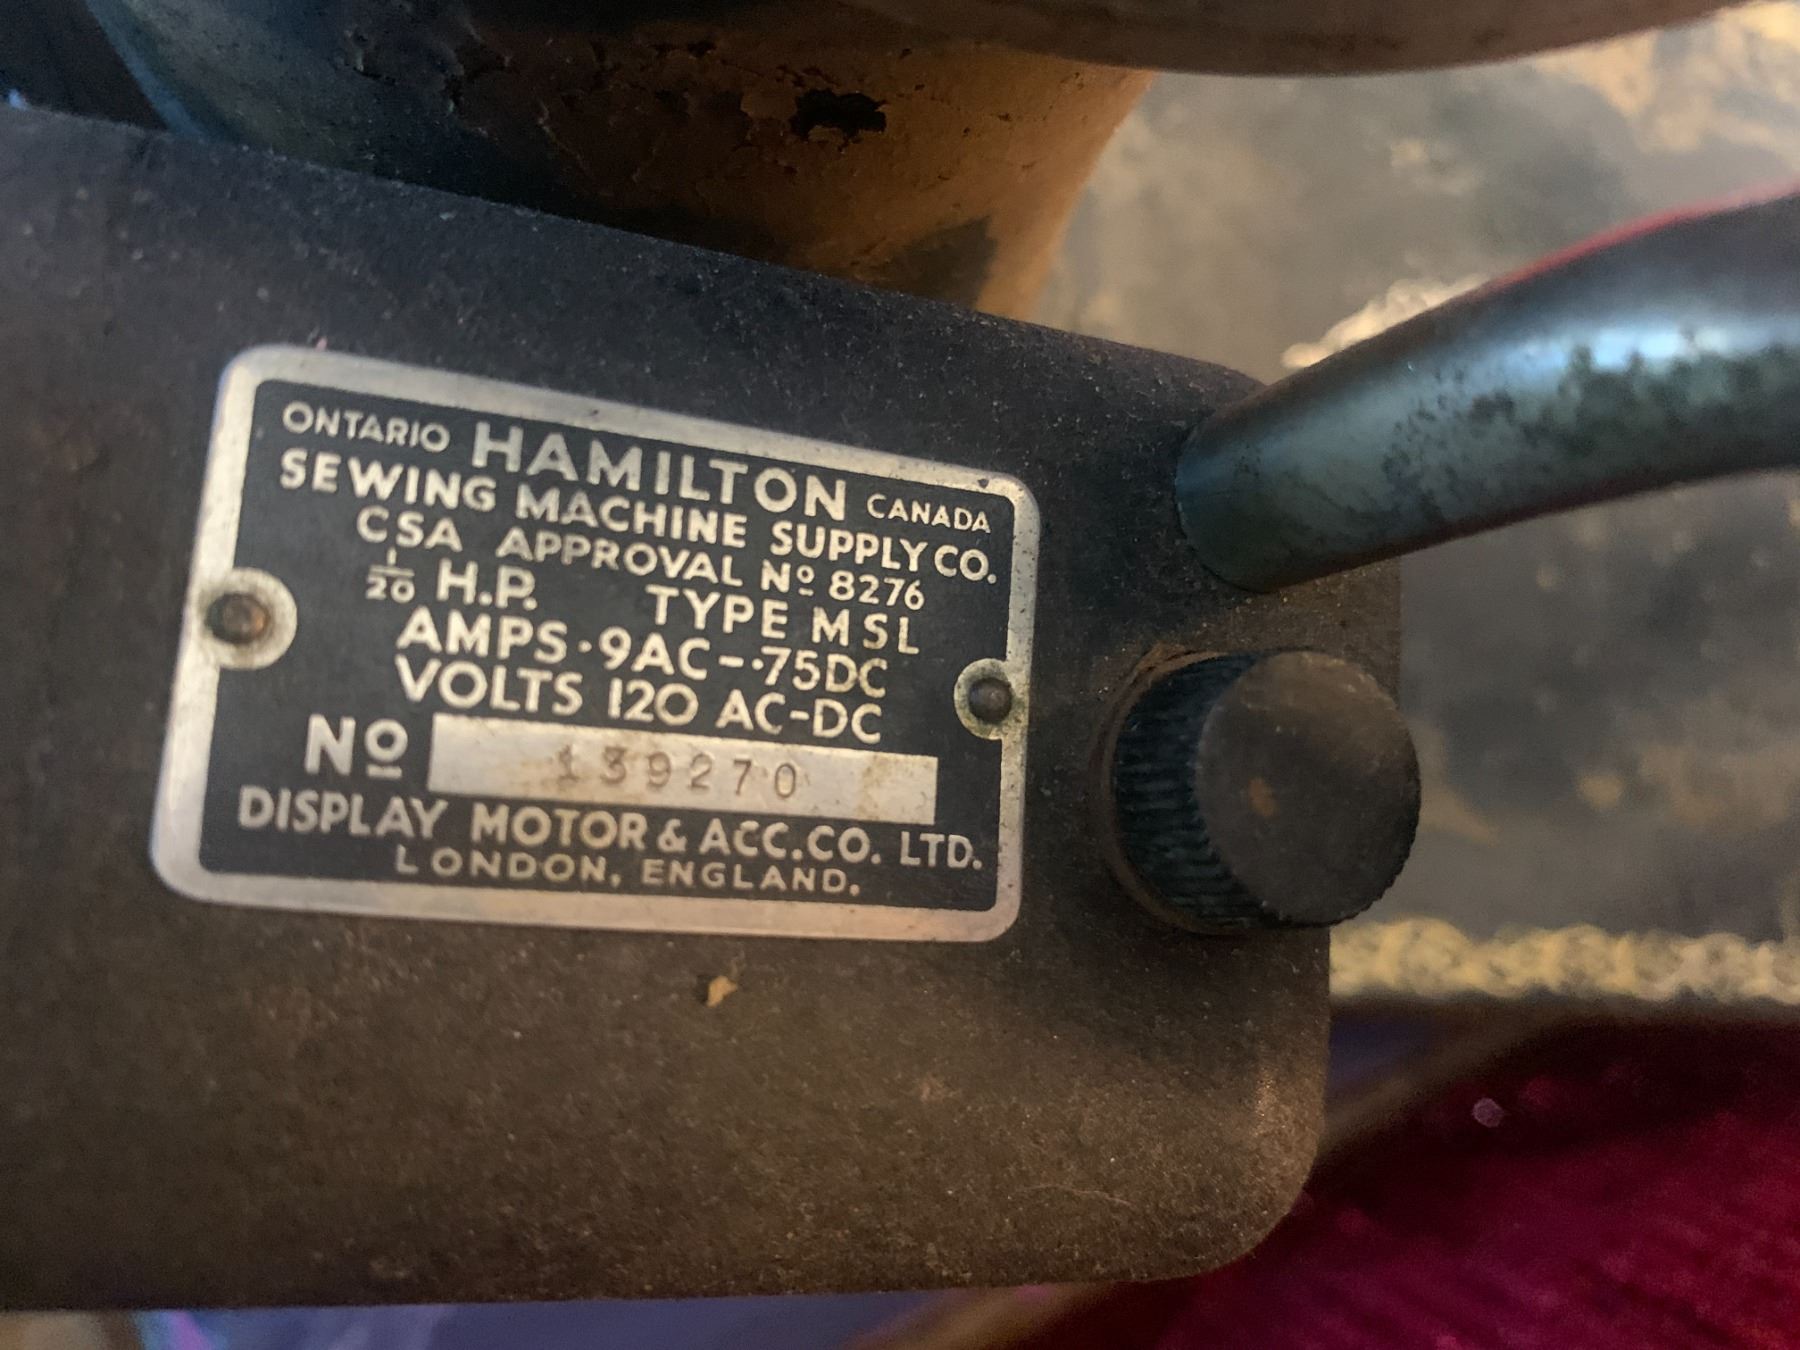 ONTARIO HAMILTON CANADA
SEWING MACHINE SUPPLY CO.
CSA APPROVAL Nº 8276
1/20 H.P. TYPE MSL
AMPS ·9AC-·75DC
VOLTS 120 AC-DC
Nº 139270
DISPLAY MOTOR & ACC. CO. LTD.
LONDON, ENGLAND.